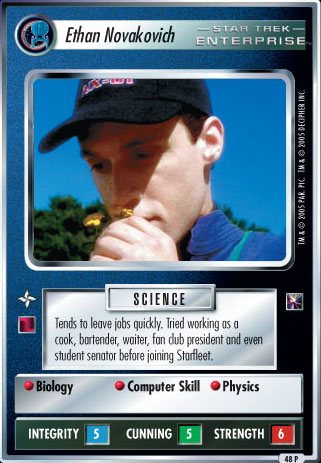 Ethan Novakovich
STAR TREK
ENTERPRISE™
TM & © 2005 PAR. PIC. TM & © 2005 DECIPHER INC.
SCIENCE
Tends to leave jobs quickly. Tried working as a
cook, bartender, waiter, fan club president and even
student senator before joining Starfleet.
Biology Computer Skill Physics
INTEGRITY 5 CUNNING 5 STRENGTH 6
48 P